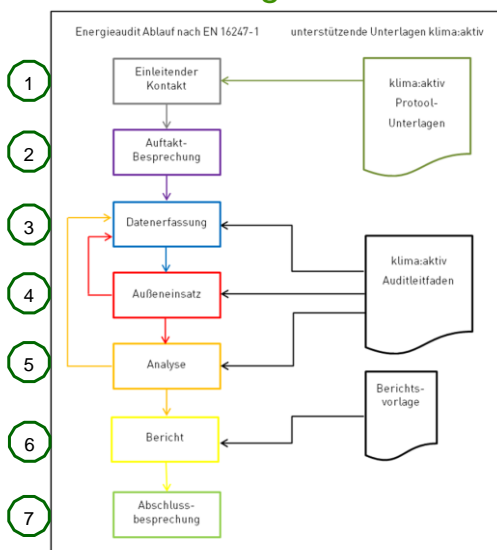 Energieaudit Ablauf nach EN 16247-1
unterstützende Unterlagen klima:aktiv
1
Einleitender
Kontakt
klima:aktiv
Protool-
Unterlagen
2
Auftakt-
Besprechung
3
Datenerfassung
4
Außeneinsatz
klima:aktiv
Auditleitfaden
5
Analyse
Berichts-
vorlage
6
Bericht
7
Abschluss-
besprechung